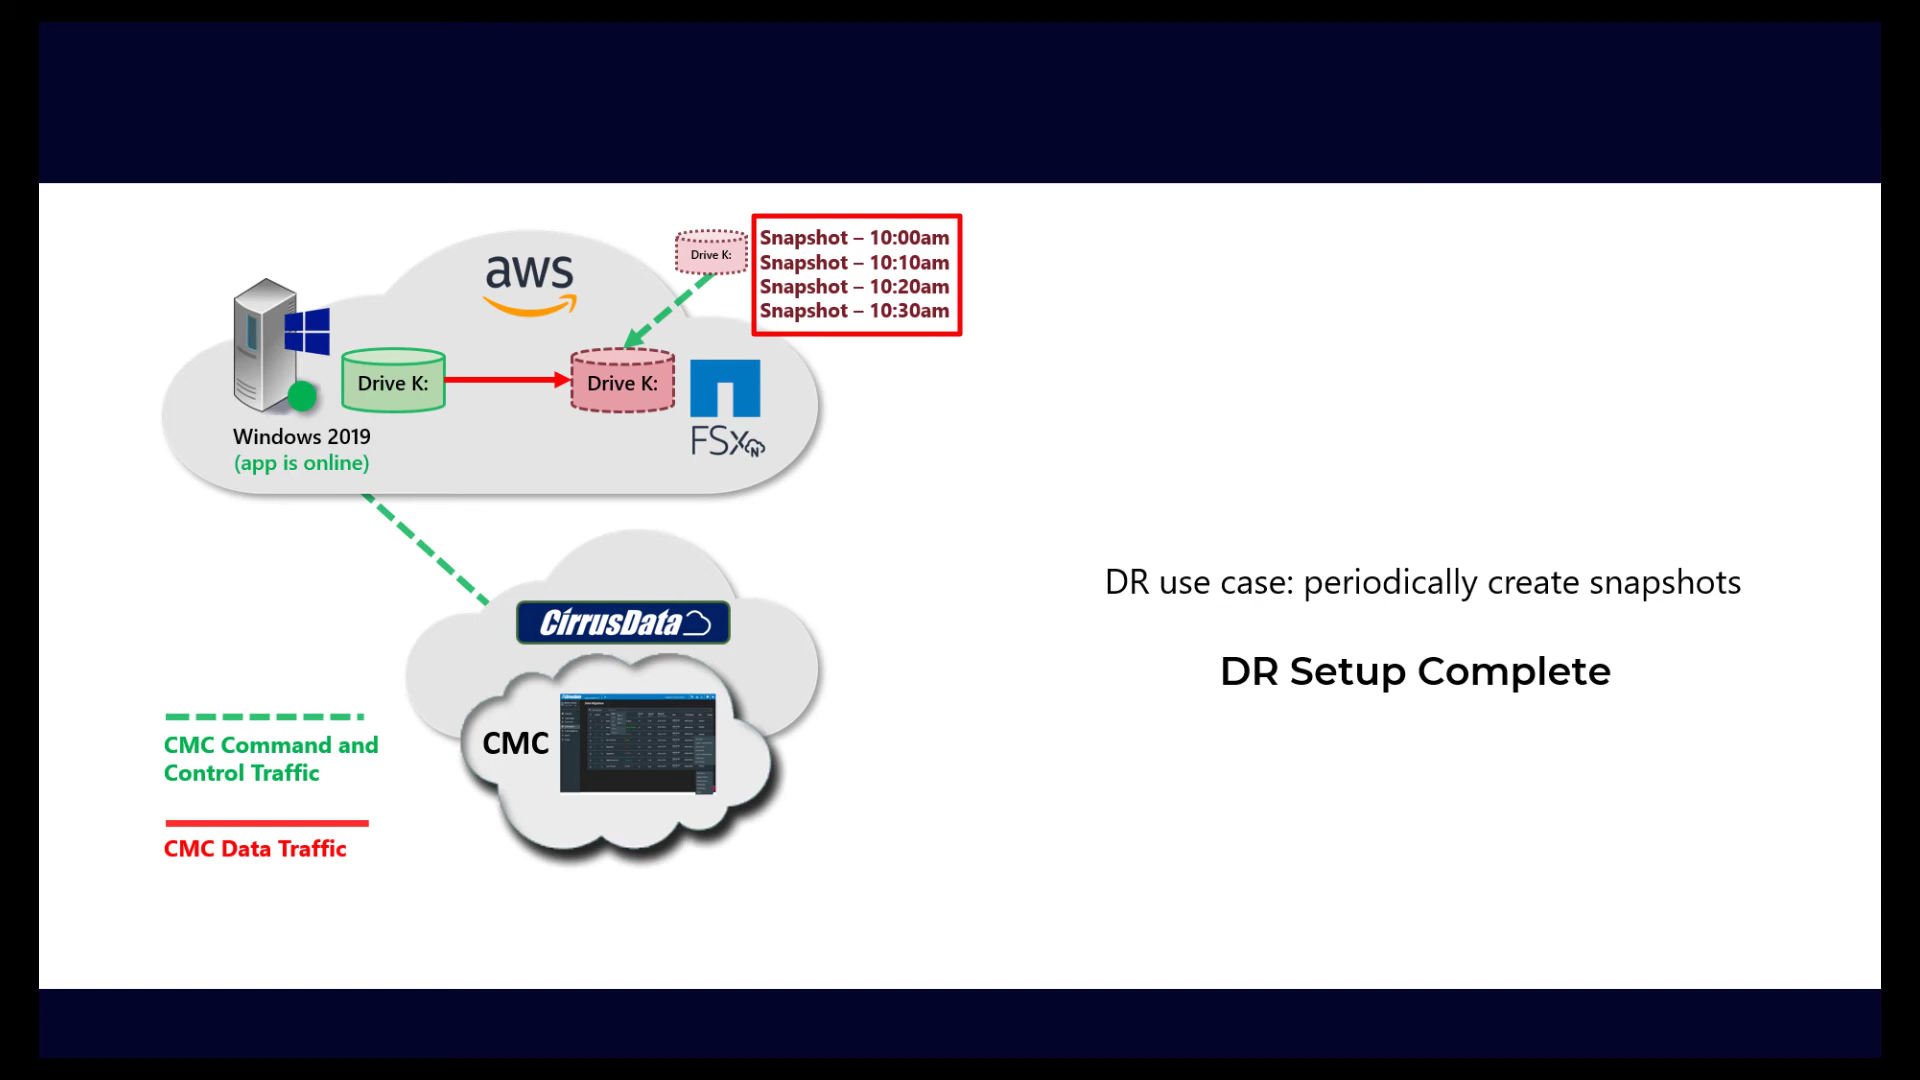 aws
Drive K:
Snapshot – 10:00am
Snapshot – 10:10am
Snapshot – 10:20am
Snapshot – 10:30am
Drive K:
Drive K:
FSx
N
Windows 2019
(app is online)
CirrusData
CMC
CMC Command and
Control Traffic
CMC Data Traffic
DR use case: periodically create snapshots
DR Setup Complete